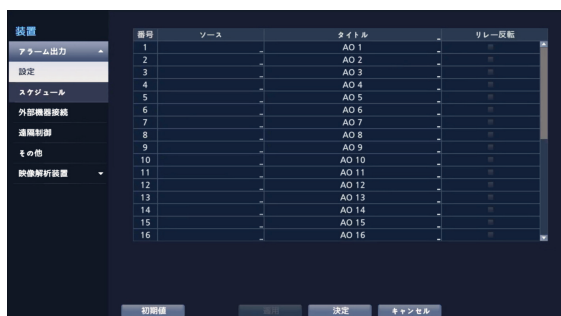 装置
アラーム出力
設定
スケジュール
外部機器接続
遠隔制御
その他
映像解析装置
番号 ソース タイトル リレー反転
1 AO 1
2 AO 2
3 AO 3
4 AO 4
5 AO 5
6 AO 6
7 AO 7
8 AO 8
9 AO 9
10 AO 10
11 AO 11
12 AO 12
13 AO 13
14 AO 14
15 AO 15
16 AO 16
初期値 適用 決定 キャンセル